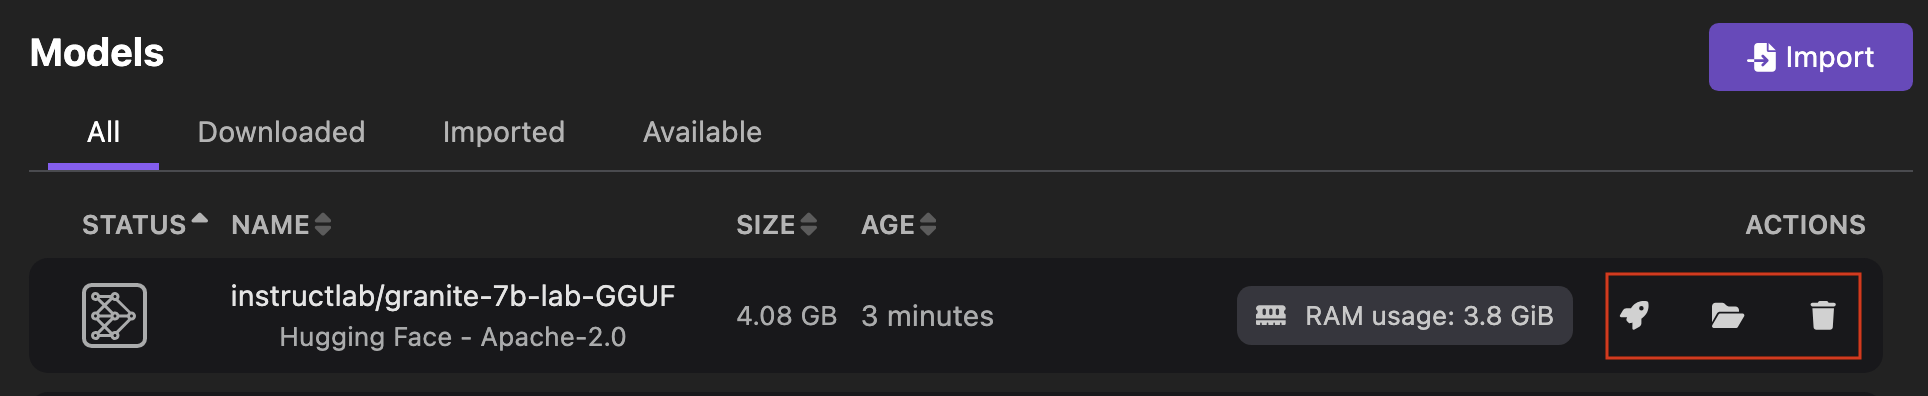 Models
Import
All Downloaded Imported Available
STATUS NAME SIZE AGE ACTIONS
instructlab/granite-7b-lab-GGUF
Hugging Face - Apache-2.0
4.08 GB 3 minutes RAM usage: 3.8 GiB